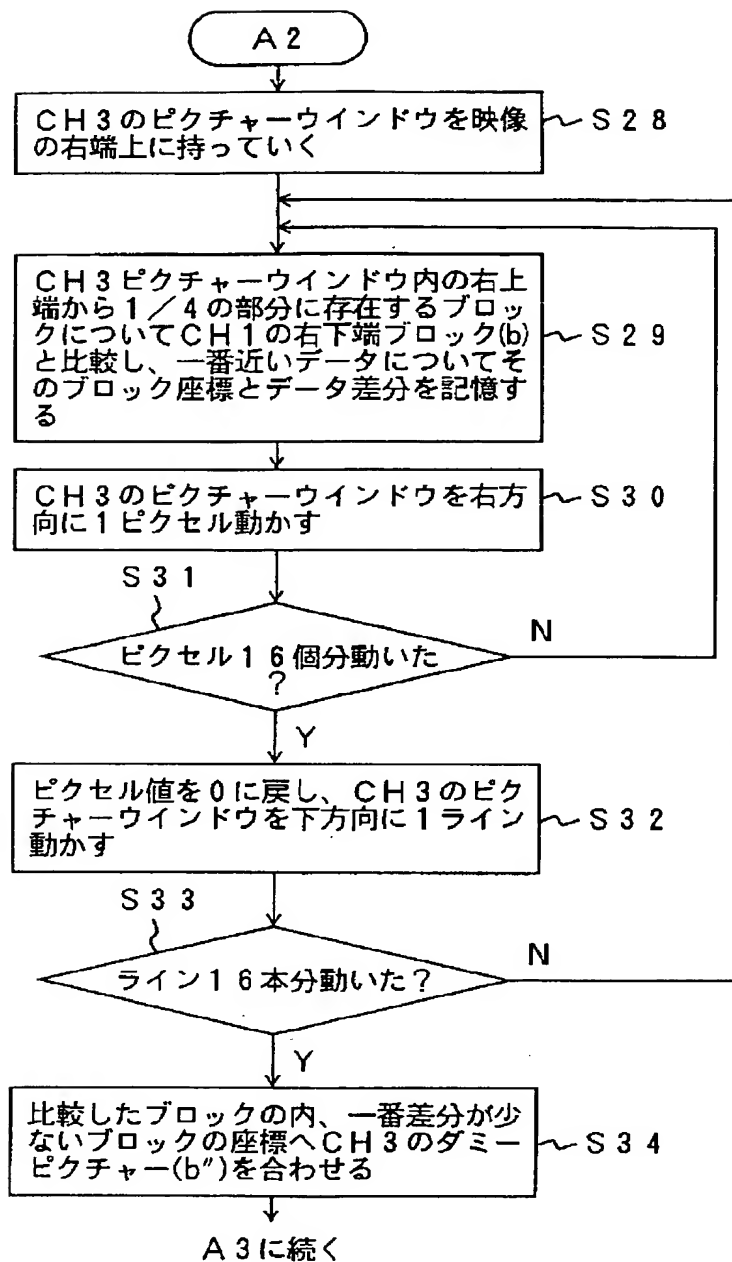 A2
CH3のピクチャーウインドウを映像
の右端上に持っていく
S28
CH3ピクチャーウインドウ内の右上
端から1/4の部分に存在するブロッ
クについてCH1の右下端ブロック(b)
と比較し、一番近いデータについてそ
のブロック座標とデータ差分を記憶す
る
S29
CH3のピクチャーウインドウを右方
向に1ピクセル動かす
S30
S31
ピクセル16個分動いた
?
N
Y
ピクセル値を0に戻し、CH3のピク
チャーウインドウを下方向に1ライン
動かす
S32
S33
ライン16本分動いた?
N
Y
比較したブロックの内、一番差分が少
ないブロックの座標へCH3のダミー
ピクチャー(b″)を合わせる
S34
A3に続く